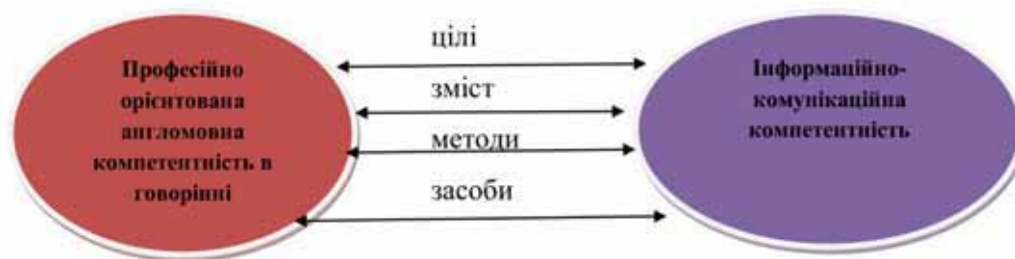 Професійно
орієнтована
англомовна
компетентність в
говорінні
цілі
зміст
методи
засоби
Інформаційно-
комунікаційна
компетентність